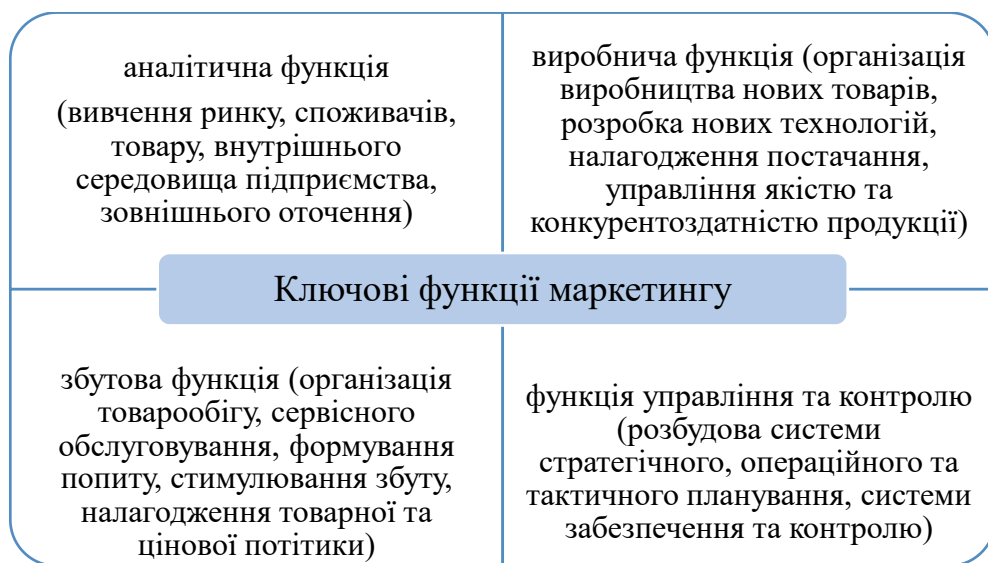 аналітична функція
(вивчення ринку, споживачів,
товару, внутрішнього
середовища підприємства,
зовнішнього оточення)
виробнича функція (організація
виробництва нових товарів,
розробка нових технологій,
налагодження постачання,
управління якістю та
конкурентоздатністю продукції)
Ключові функції маркетингу
збутова функція (організація
товарообігу, сервісного
обслуговування, формування
попиту, стимулювання збуту,
налагодження товарної та
цінової потітики)
функція управління та контролю
(розбудова системи
стратегічного, операційного та
тактичного планування, системи
забезпечення та контролю)